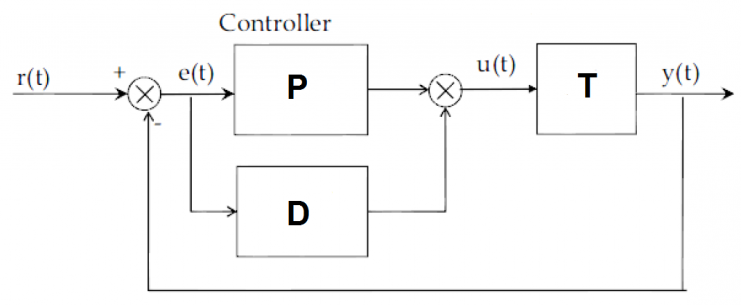 Controller
r(t)
+
e(t)
P
u(t)
T
y(t)
-
D